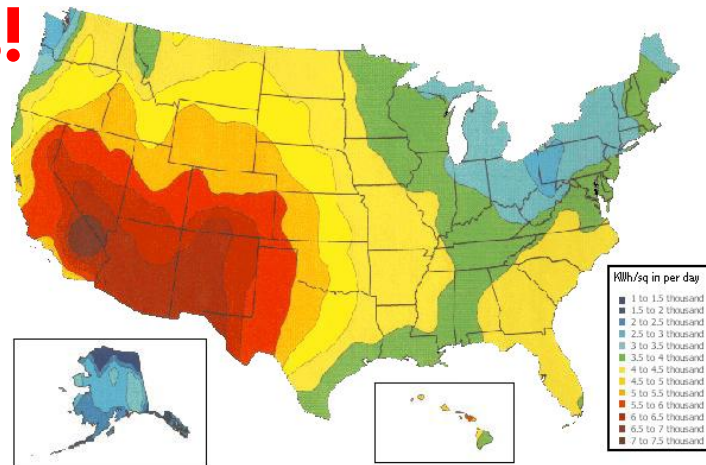 !
KWh/sq in per day
1 to 1.5 thousand
1.5 to 2 thousand
2 to 2.5 thousand
2.5 to 3 thousand
3 to 3.5 thousand
3.5 to 4 thousand
4 to 4.5 thousand
4.5 to 5 thousand
5 to 5.5 thousand
5.5 to 6 thousand
6 to 6.5 thousand
6.5 to 7 thousand
7 to 7.5 thousand